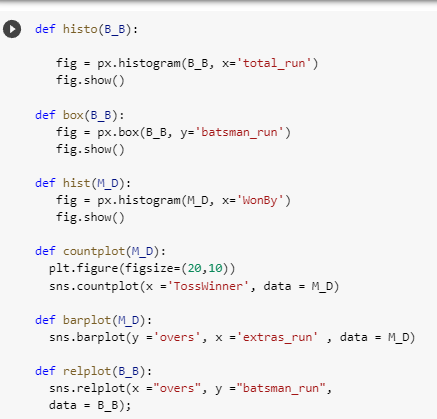 def histo(B_B):
fig = px.histogram(B_B, x='total_run')
fig.show()
def box(B_B):
fig = px.box(B_B, y='batsman_run')
fig.show()
def hist(M_D):
fig = px.histogram(M_D, x='WonBy')
fig.show()
def countplot(M_D):
plt.figure(figsize=(20,10))
sns.countplot(x ='TossWinner', data = M_D)
def barplot(M_D):
sns.barplot(y ='overs', x ='extras_run' , data = M_D)
def relplot(B_B):
sns.relplot(x ="overs", y ="batsman_run",
data = B_B);